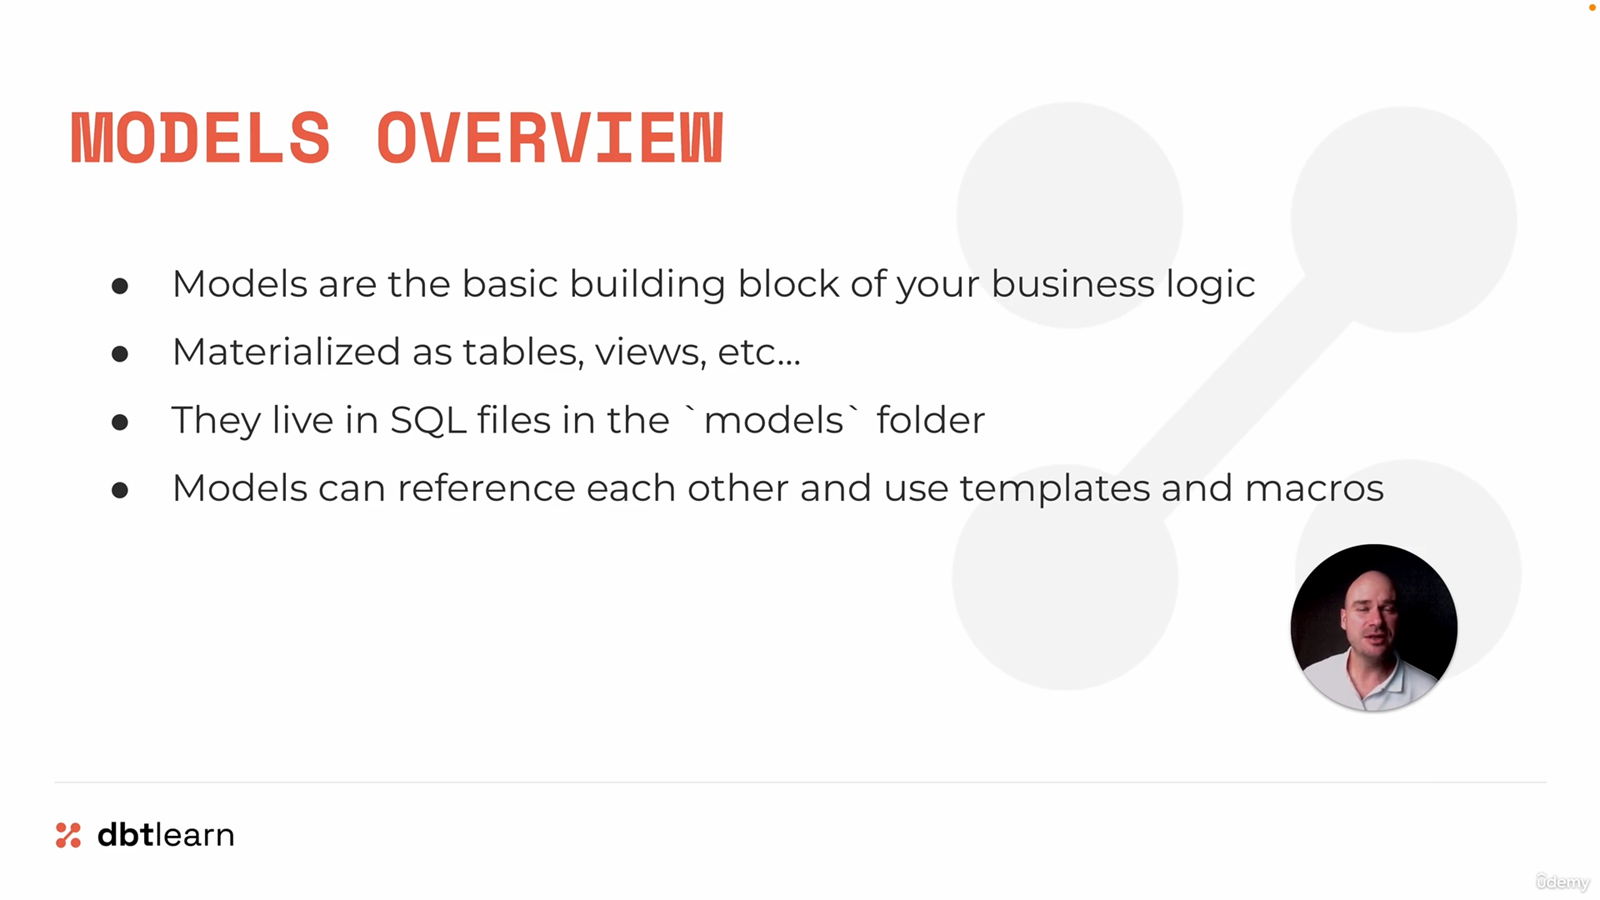 MODELS OVERVIEW
● Models are the basic building block of your business logic
● Materialized as tables, views, etc...
● They live in SQL files in the `models` folder
● Models can reference each other and use templates and macros
dbtlearn
ûdemy